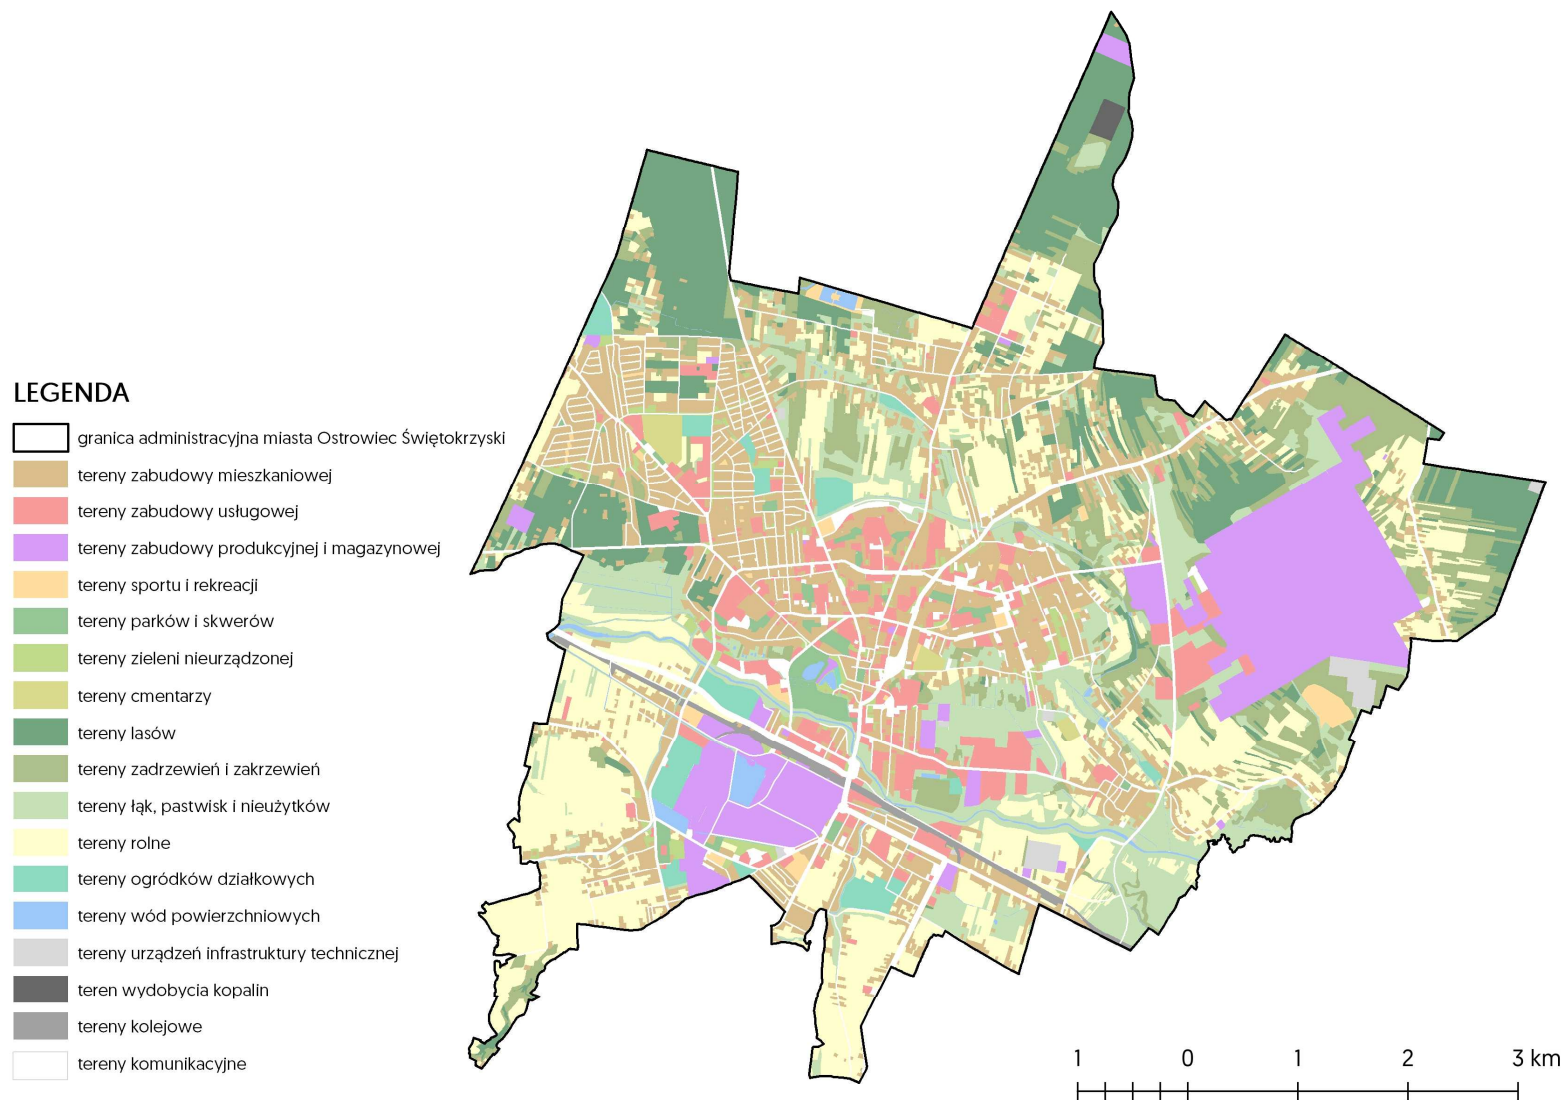 LEGENDA
granica administracyjna miasta Ostrowiec Świętokrzyski
tereny zabudowy mieszkaniowej
tereny zabudowy usługowej
tereny zabudowy produkcyjnej i magazynowej
tereny sportu i rekreacji
tereny parków i skwerów
tereny zieleni nieurządzonej
tereny cmentarzy
tereny lasów
tereny zadrzewień i zakrzewień
tereny łąk, pastwisk i nieużytków
tereny rolne
tereny ogródków działkowych
tereny wód powierzchniowych
tereny urządzeń infrastruktury technicznej
teren wydobycia kopalin
tereny kolejowe
tereny komunikacyjne
1 0 1 2 3 km